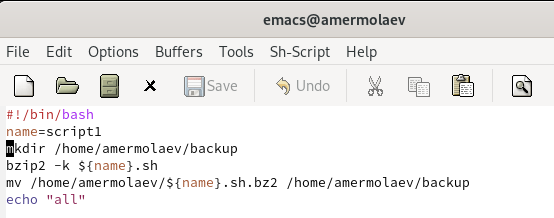 emacs@amermolaev
File Edit Options Buffers Tools Sh-Script Help
Save Undo
#!/bin/bash
name=script1
mkdir /home/amermolaev/backup
bzip2 -k ${name}.sh
mv /home/amermolaev/${name}.sh.bz2 /home/amermolaev/backup
echo "all"